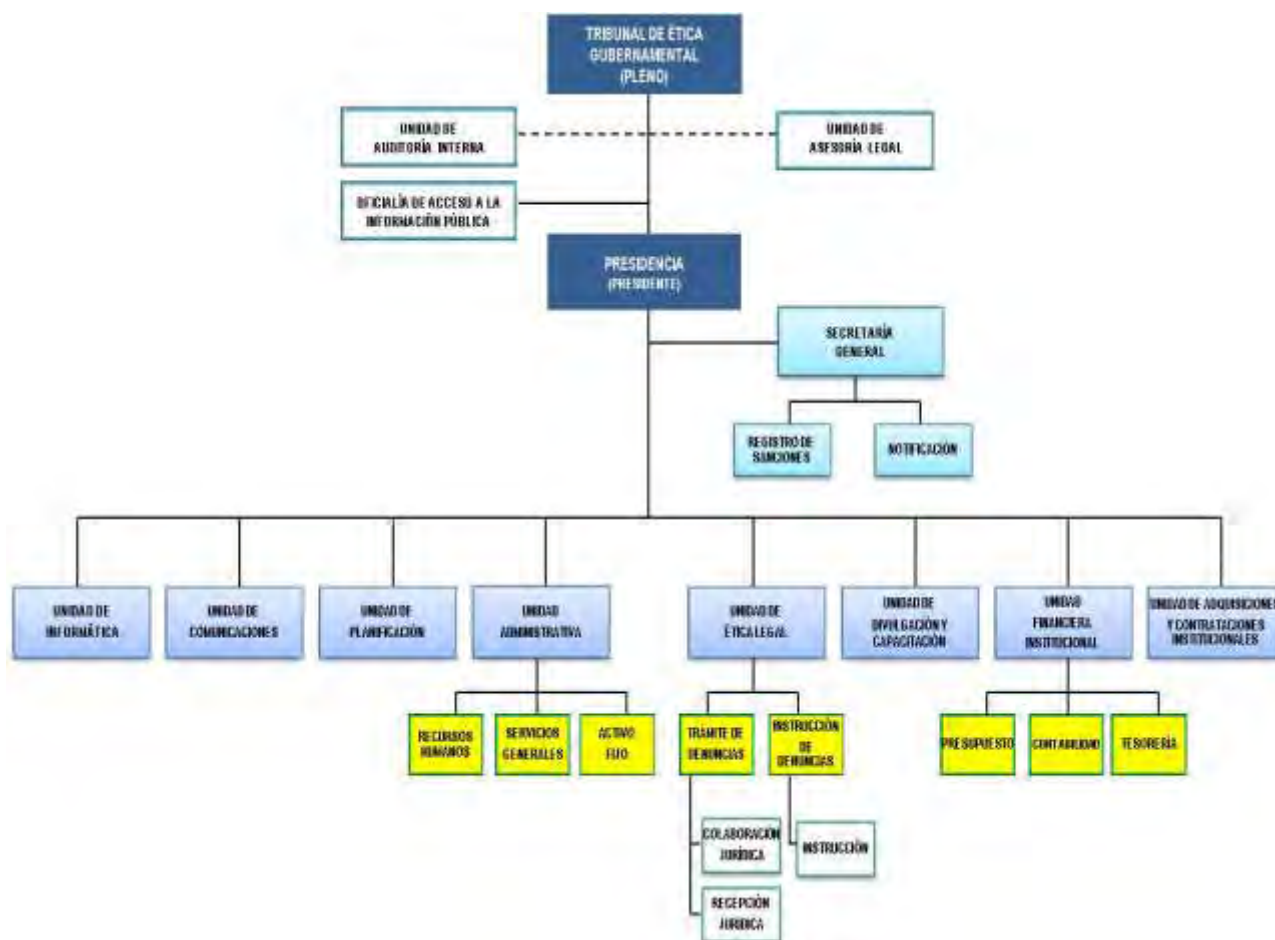 TRIBUNAL DE ÉTICA
GUBERNAMENTAL
(PLENO)
UNIDAD DE
AUDITORÍA INTERNA
UNIDAD DE
ASESORÍA LEGAL
OFICIALÍA DE ACCESO A LA
INFORMACIÓN PÚBLICA
PRESIDENCIA
(PRESIDENTE)
SECRETARÍA
GENERAL
REGISTRO DE
SANCIONES
NOTIFICACIÓN
UNIDAD DE
INFORMÁTICA
UNIDAD DE
COMUNICACIONES
UNIDAD DE
PLANIFICACIÓN
UNIDAD
ADMINISTRATIVA
UNIDAD DE
ÉTICA LEGAL
UNIDAD DE
DIVULGACIÓN Y
CAPACITACIÓN
UNIDAD
FINANCIERA
INSTITUCIONAL
UNIDAD DE ADQUISICIONES
Y CONTRATACIONES
INSTITUCIONALES
RECURSOS
HUMANOS
SERVICIOS
GENERALES
ACTIVO
FIJO
TRÁMITE DE
DENUNCIAS
INSTRUCCIÓN
DE
DENUNCIAS
PRESUPUESTO
CONTABILIDAD
TESORERÍA
COLABORACIÓN
JURÍDICA
INSTRUCCIÓN
RECEPCIÓN
JURÍDICA